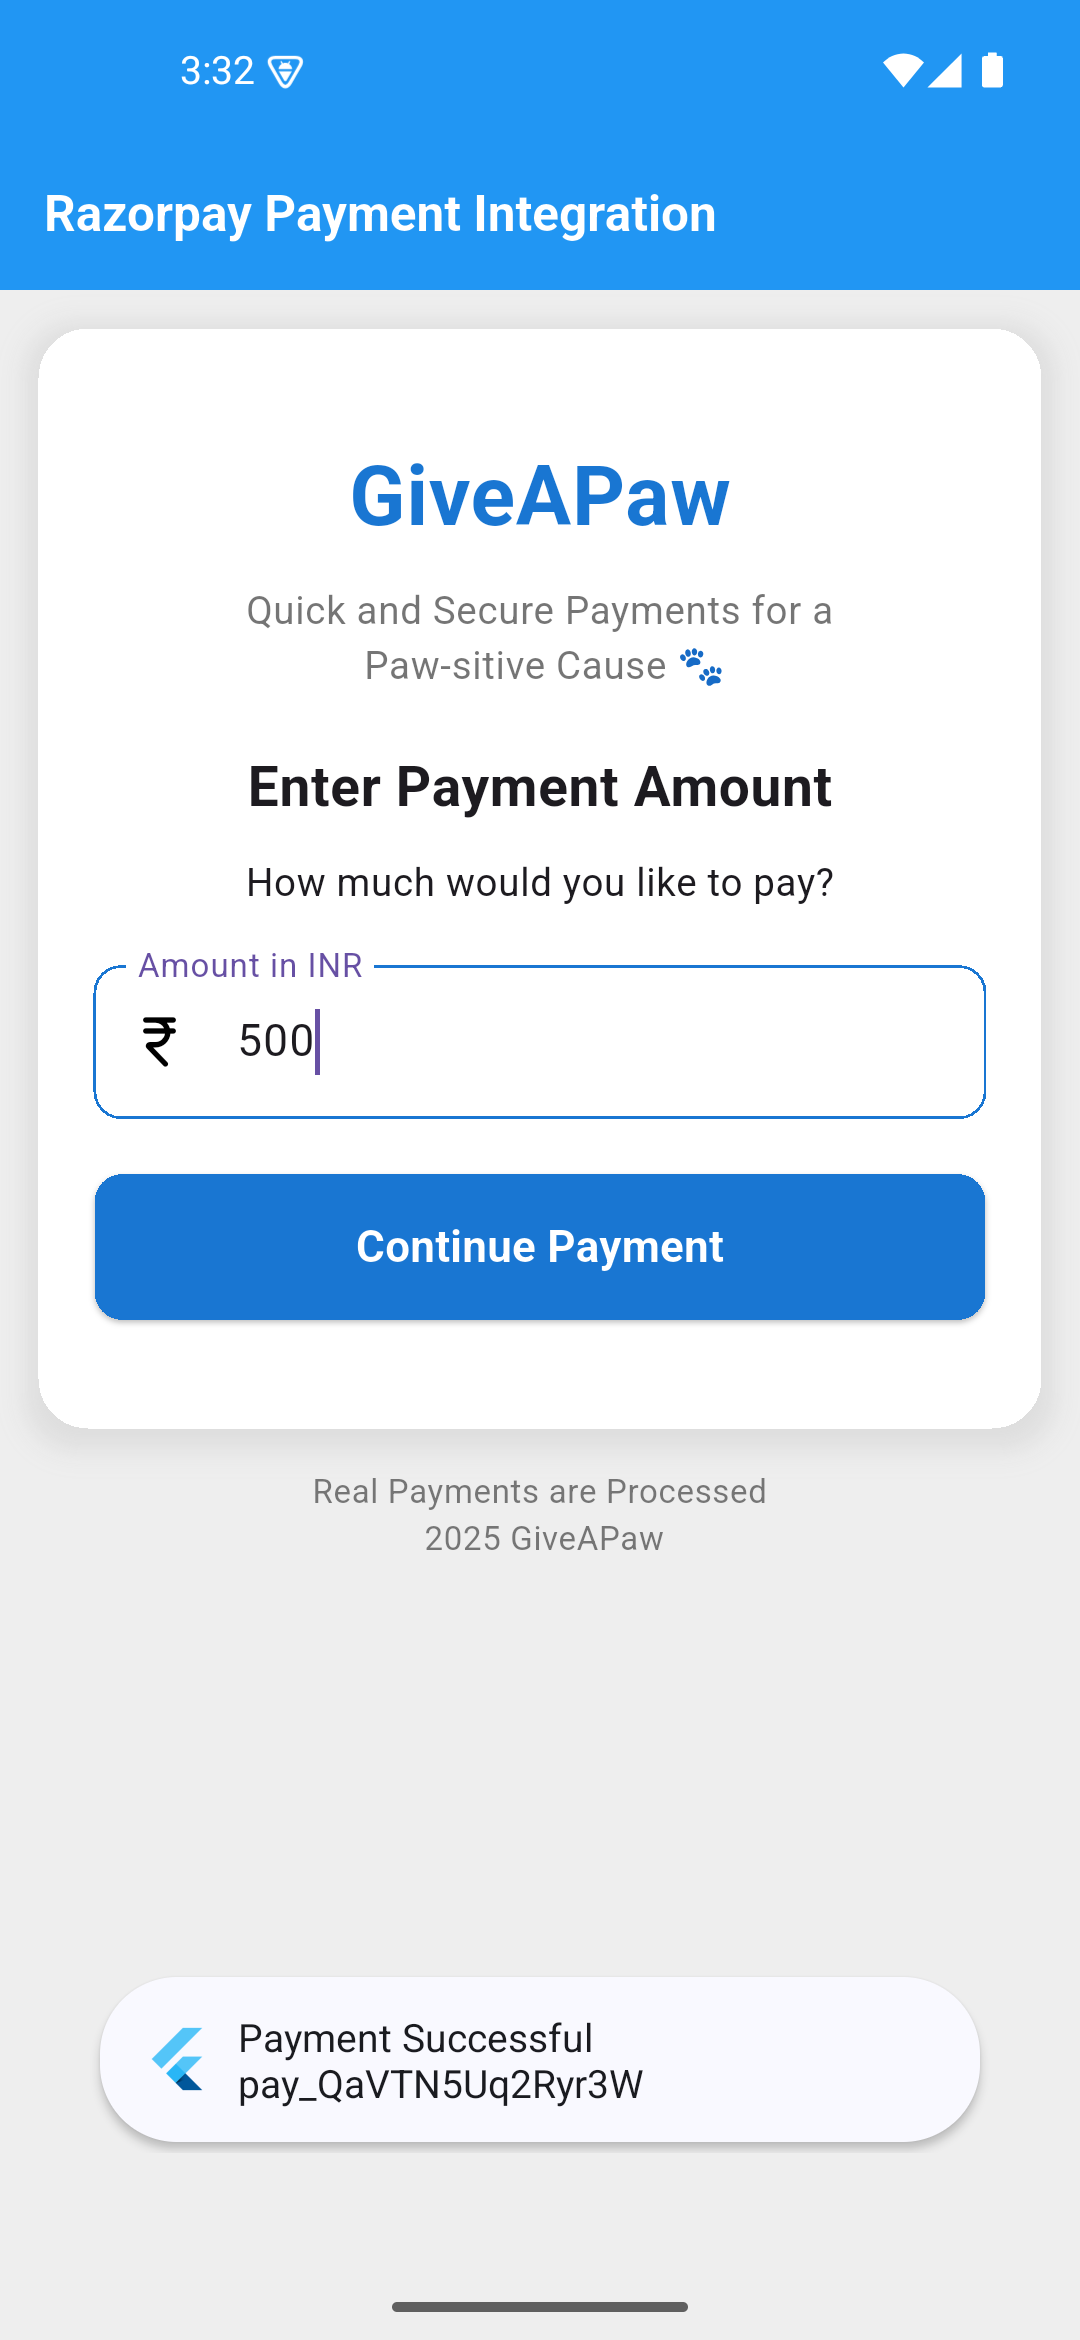 3:32
Razorpay Payment Integration
GiveAPaw
Quick and Secure Payments for a
Paw-sitive Cause 🐾
Enter Payment Amount
How much would you like to pay?
Amount in INR
₹ 500
Continue Payment
Real Payments are Processed
2025 GiveAPaw
Payment Successful
pay_QaVTN5Uq2Ryr3W